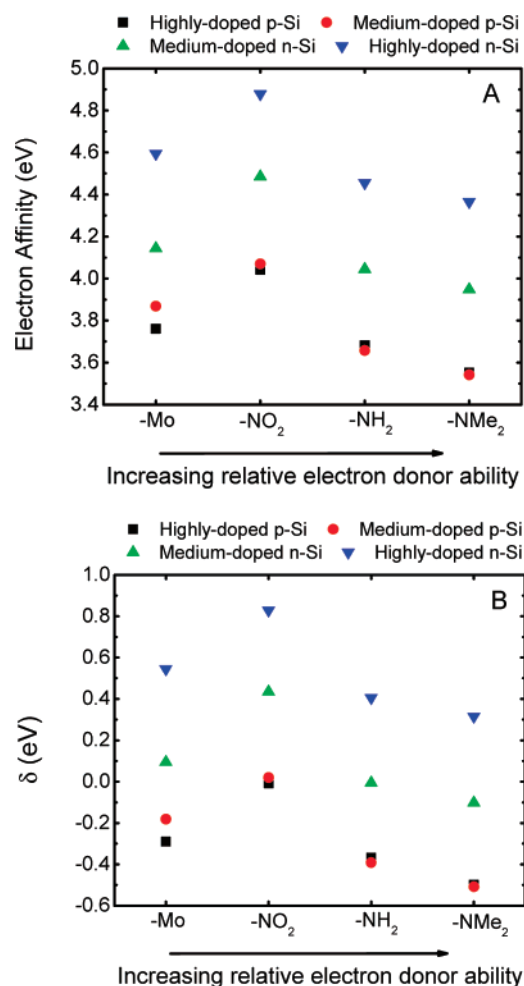 Highly-doped p-Si Medium-doped p-Si
Medium-doped n-Si Highly-doped n-Si
A
5.0
4.8
4.6
4.4
4.2
4.0
3.8
3.6
3.4
Electron Affinity (eV)
-Mo -NO₂ -NH₂ -NMe₂
Increasing relative electron donor ability
Highly-doped p-Si Medium-doped p-Si
Medium-doped n-Si Highly-doped n-Si
B
1.0
0.8
0.6
0.4
0.2
0.0
-0.2
-0.4
-0.6
δ (eV)
-Mo -NO₂ -NH₂ -NMe₂
Increasing relative electron donor ability